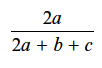 2a
2a + b + c